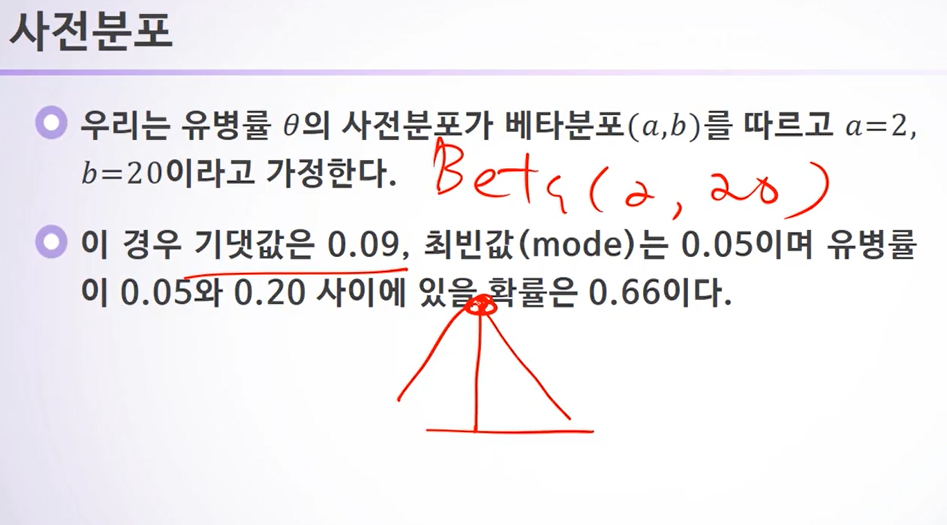 사전분포
우리는 유병률 θ의 사전분포가 베타분포(a,b)를 따르고 a=2,
b=20이라고 가정한다. Beta(2, 20)
이 경우 기댓값은 0.09, 최빈값(mode)는 0.05이며 유병률
이 0.05와 0.20 사이에 있을 확률은 0.66이다.